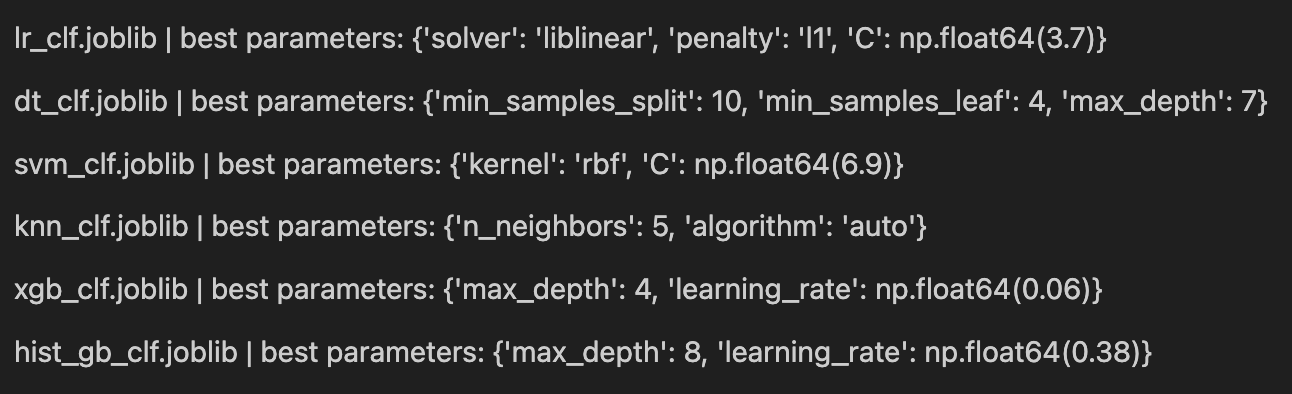 lr_clf.joblib | best parameters: {'solver': 'liblinear', 'penalty': 'l1', 'C': np.float64(3.7)}
dt_clf.joblib | best parameters: {'min_samples_split': 10, 'min_samples_leaf': 4, 'max_depth': 7}
svm_clf.joblib | best parameters: {'kernel': 'rbf', 'C': np.float64(6.9)}
knn_clf.joblib | best parameters: {'n_neighbors': 5, 'algorithm': 'auto'}
xgb_clf.joblib | best parameters: {'max_depth': 4, 'learning_rate': np.float64(0.06)}
hist_gb_clf.joblib | best parameters: {'max_depth': 8, 'learning_rate': np.float64(0.38)}